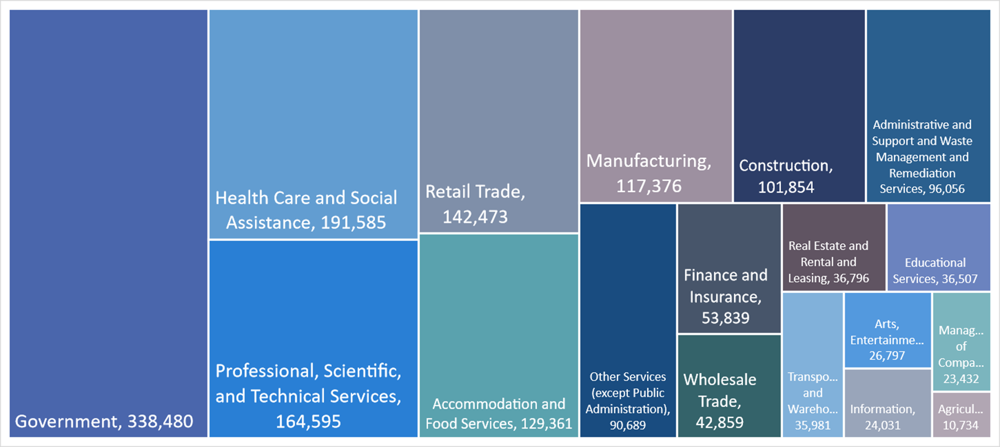 Government, 338,480
Health Care and Social
Assistance, 191,585
Professional, Scientific,
and Technical Services,
164,595
Retail Trade,
142,473
Accommodation and
Food Services, 129,361
Manufacturing,
117,376
Construction,
101,854
Administrative and
Support and Waste
Management and
Remediation
Services, 96,056
Other Services
(except Public
Administration),
90,689
Finance and
Insurance,
53,839
Wholesale
Trade,
42,859
Real Estate and
Rental and
Leasing, 36,796
Educational
Services, 36,507
Transpo...
and
Wareho...
35,981
Arts,
Entertainme...
26,797
Information,
24,031
Manag...
of
Compa...
23,432
Agricul...
10,734